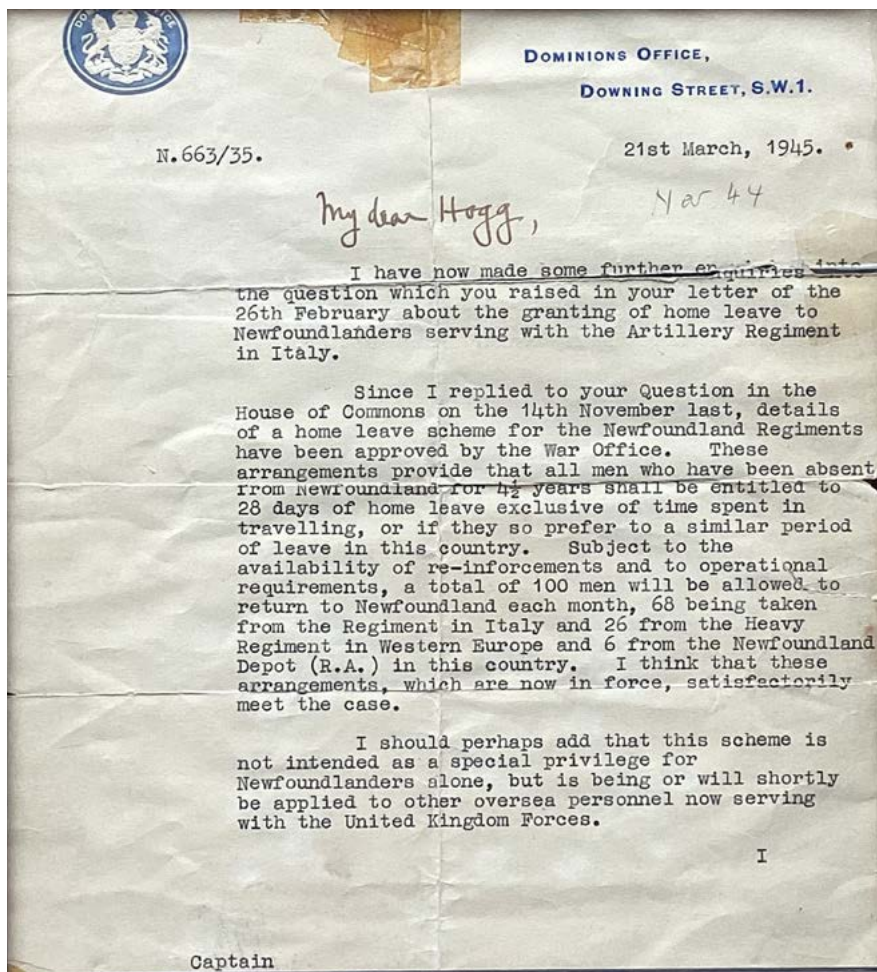 DOMINIONS OFFICE,
DOWNING STREET, S.W.1.
N.663/35.
21st March, 1945.
Nov 44
My dear Hogg,
I have now made some further enquiries into
the question which you raised in your letter of the
26th February about the granting of home leave to
Newfoundlanders serving with the Artillery Regiment
in Italy.
Since I replied to your Question in the
House of Commons on the 14th November last, details
of a home leave scheme for the Newfoundland Regiments
have been approved by the War Office. These
arrangements provide that all men who have been absent
from Newfoundland for 4½ years shall be entitled to
28 days of home leave exclusive of time spent in
travelling, or if they so prefer to a similar period
of leave in this country. Subject to the
availability of re-inforcements and to operational
requirements, a total of 100 men will be allowed to
return to Newfoundland each month, 68 being taken
from the Regiment in Italy and 26 from the Heavy
Regiment in Western Europe and 6 from the Newfoundland
Depot (R.A.) in this country. I think that these
arrangements, which are now in force, satisfactorily
meet the case.
I should perhaps add that this scheme is
not intended as a special privilege for
Newfoundlanders alone, but is being or will shortly
be applied to other oversea personnel now serving
with the United Kingdom Forces.
I
Captain